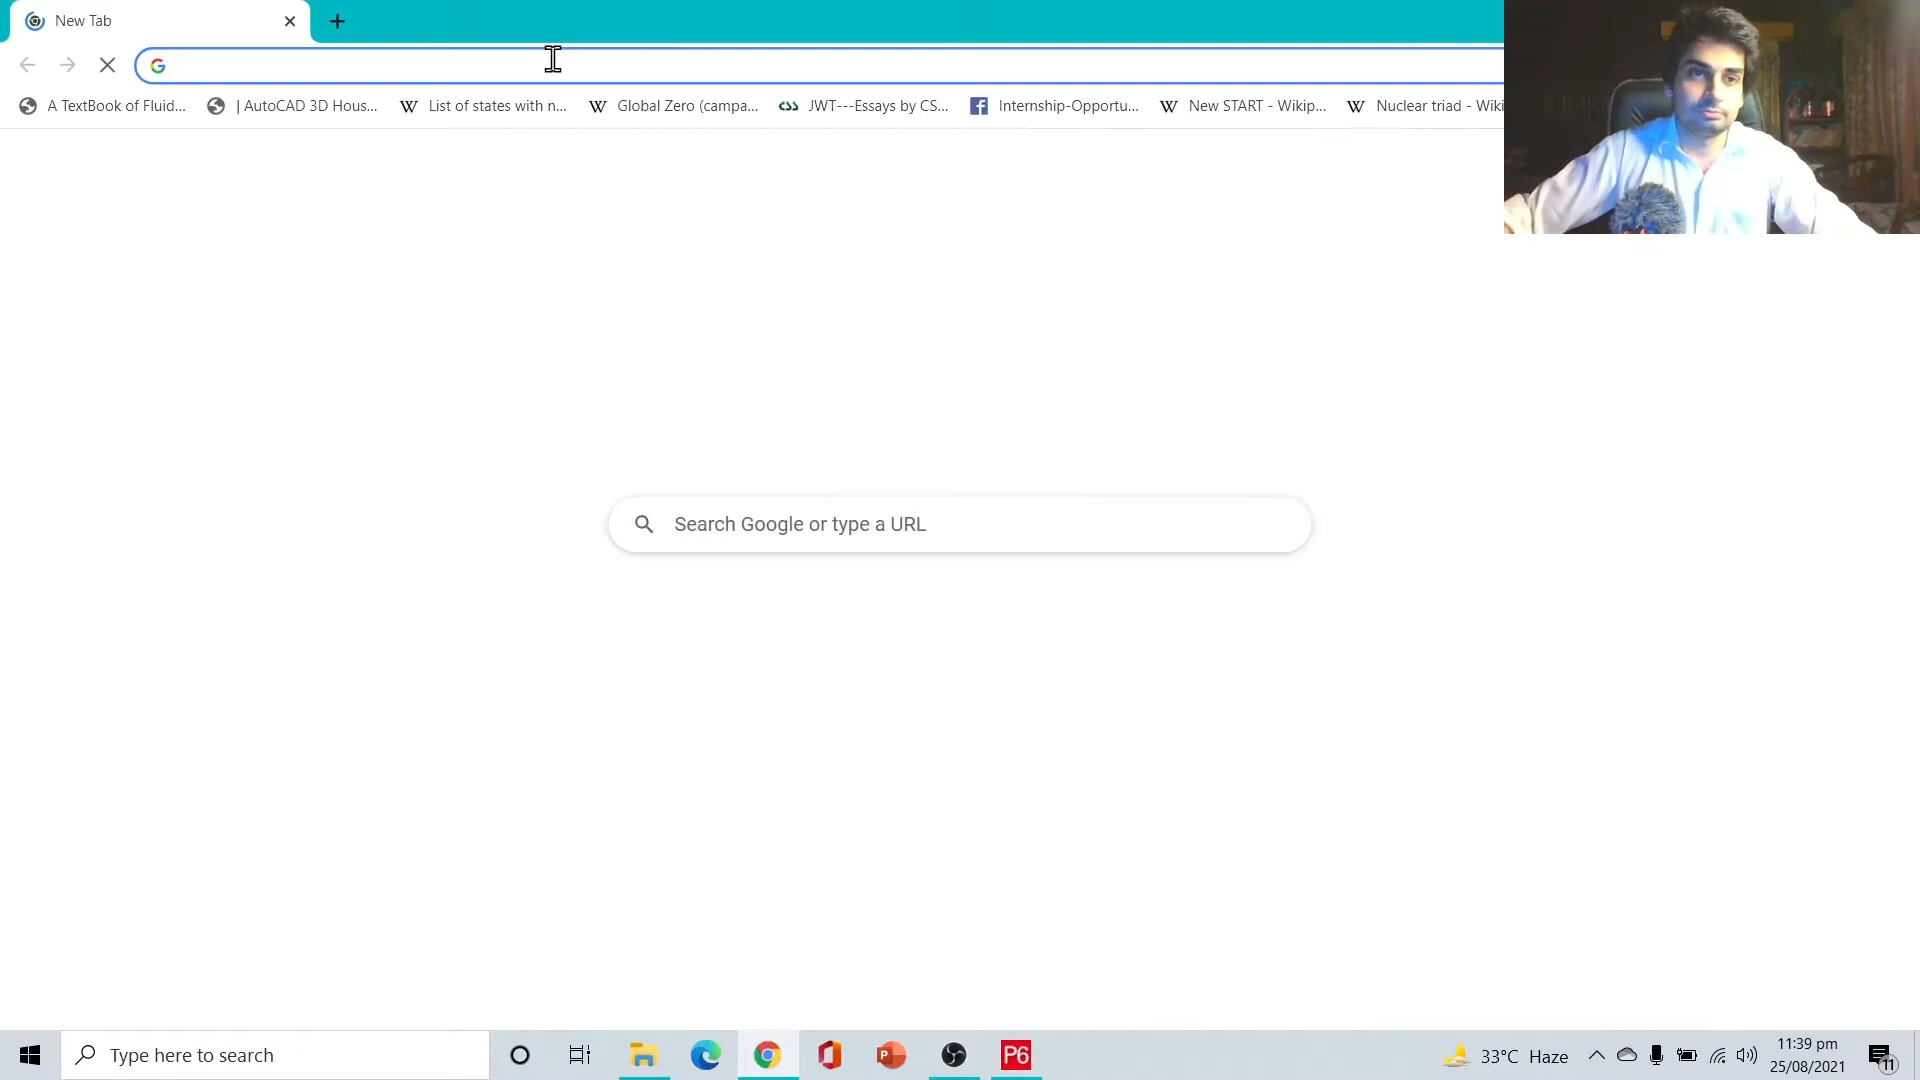 New Tab
A TextBook of Fluid...
| AutoCAD 3D Hous...
List of states with n...
Global Zero (campa...
JWT---Essays by CS...
Internship-Opportu...
New START - Wikip...
Nuclear triad - Wiki
Search Google or type a URL
Type here to search
P6
33°C Haze
11:39 pm
25/08/2021
11